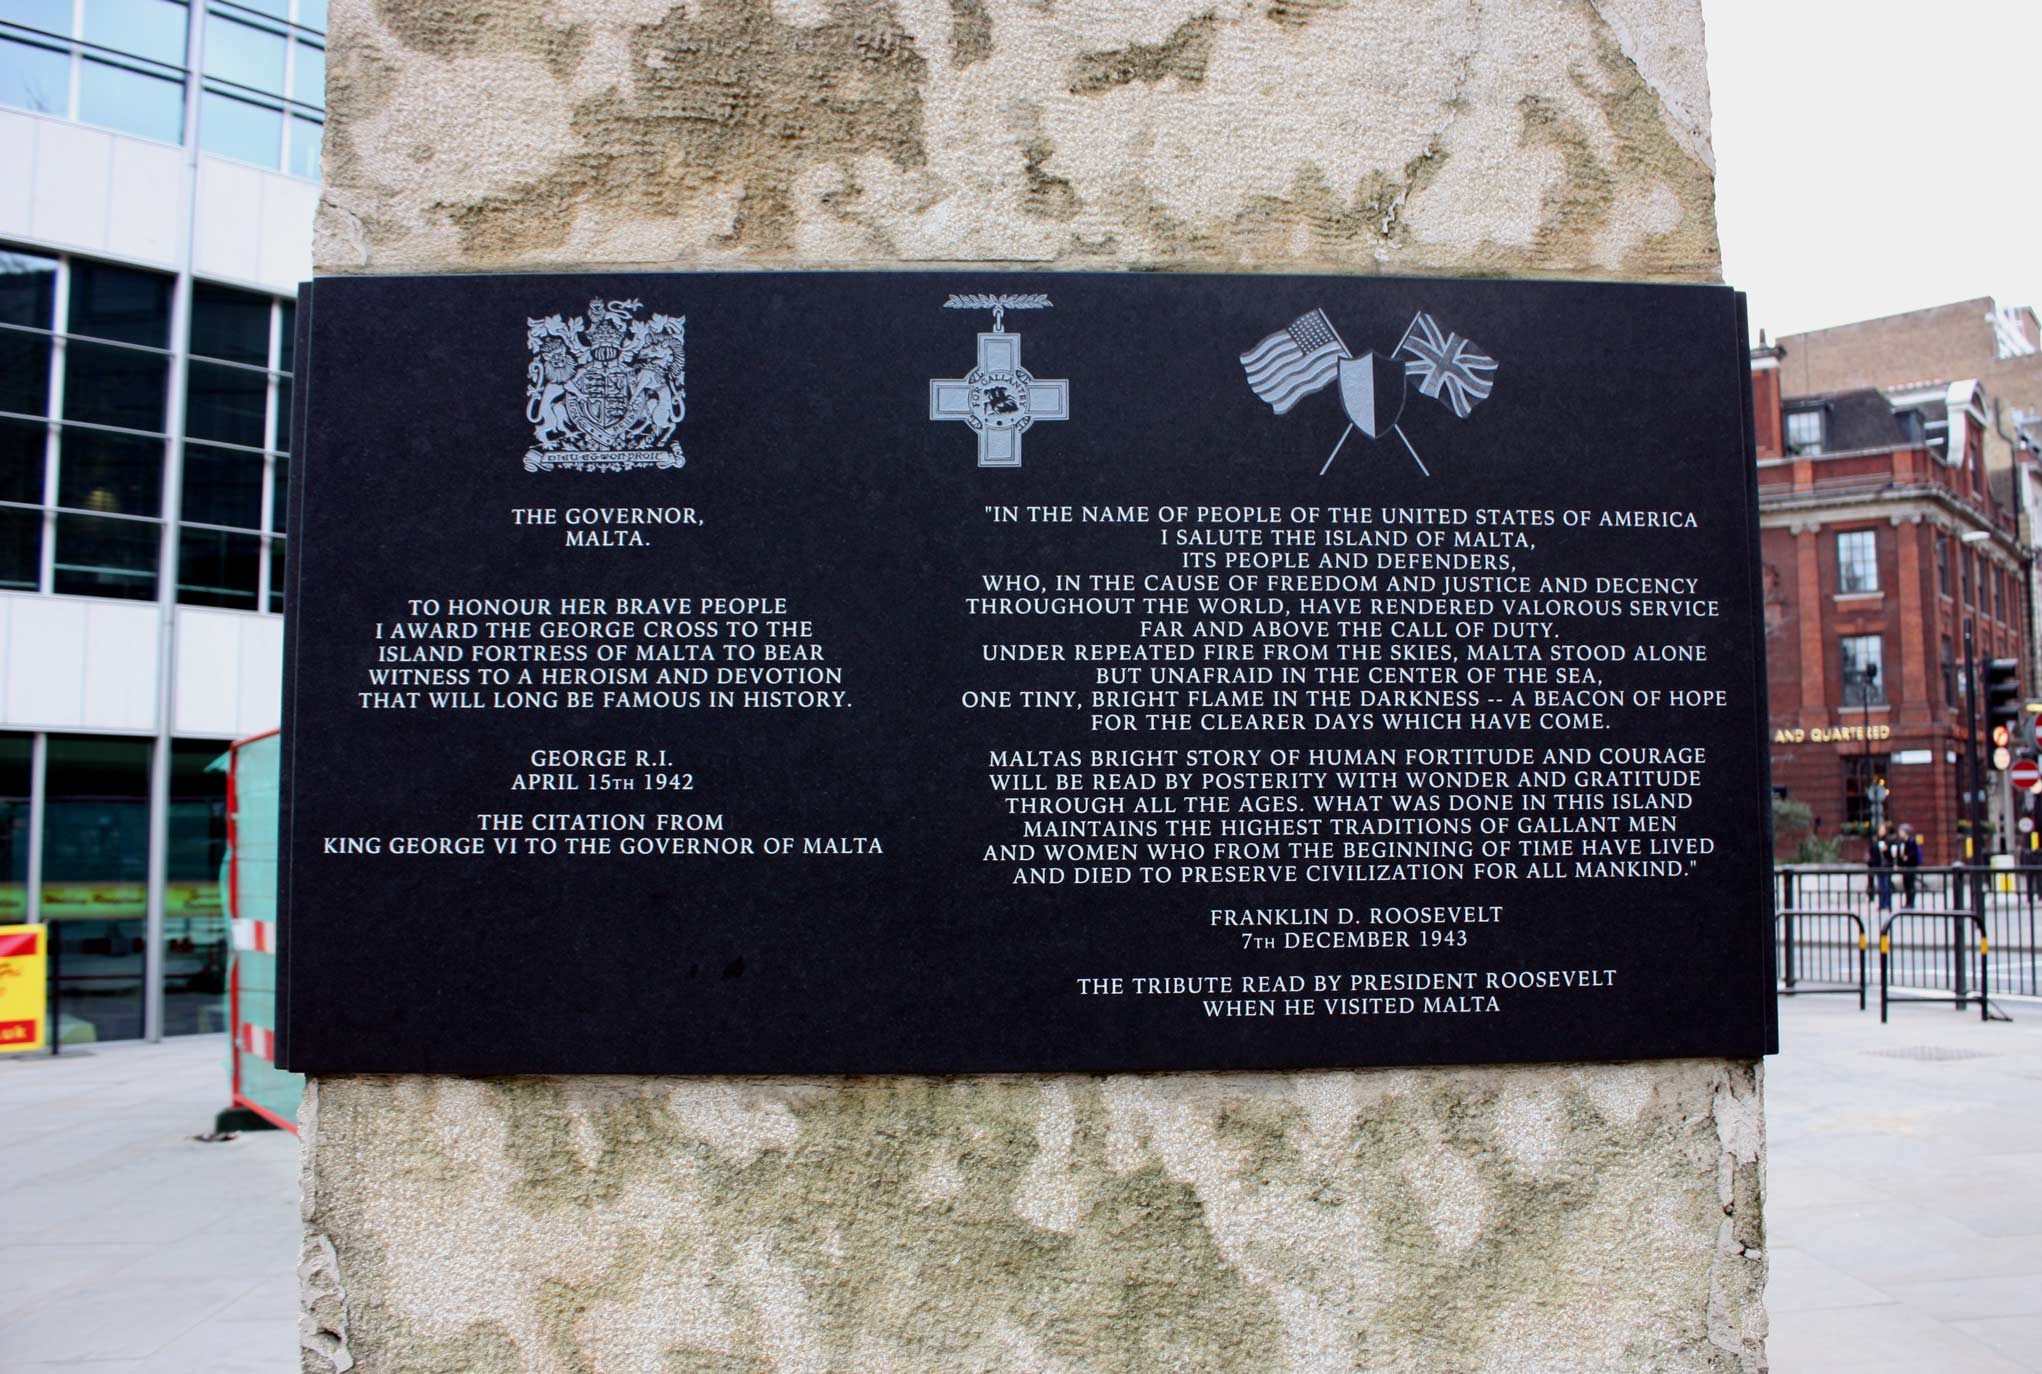 FOR GALLANTRY
DIEU ET MON DROIT
THE GOVERNOR,
MALTA.
TO HONOUR HER BRAVE PEOPLE
I AWARD THE GEORGE CROSS TO THE
ISLAND FORTRESS OF MALTA TO BEAR
WITNESS TO A HEROISM AND DEVOTION
THAT WILL LONG BE FAMOUS IN HISTORY.
GEORGE R.I.
APRIL 15TH 1942
THE CITATION FROM
KING GEORGE VI TO THE GOVERNOR OF MALTA
"IN THE NAME OF PEOPLE OF THE UNITED STATES OF AMERICA
I SALUTE THE ISLAND OF MALTA,
ITS PEOPLE AND DEFENDERS,
WHO, IN THE CAUSE OF FREEDOM AND JUSTICE AND DECENCY
THROUGHOUT THE WORLD, HAVE RENDERED VALOROUS SERVICE
FAR AND ABOVE THE CALL OF DUTY.
UNDER REPEATED FIRE FROM THE SKIES, MALTA STOOD ALONE
BUT UNAFRAID IN THE CENTER OF THE SEA,
ONE TINY, BRIGHT FLAME IN THE DARKNESS -- A BEACON OF HOPE
FOR THE CLEARER DAYS WHICH HAVE COME.
MALTAS BRIGHT STORY OF HUMAN FORTITUDE AND COURAGE
WILL BE READ BY POSTERITY WITH WONDER AND GRATITUDE
THROUGH ALL THE AGES. WHAT WAS DONE IN THIS ISLAND
MAINTAINS THE HIGHEST TRADITIONS OF GALLANT MEN
AND WOMEN WHO FROM THE BEGINNING OF TIME HAVE LIVED
AND DIED TO PRESERVE CIVILIZATION FOR ALL MANKIND."
FRANKLIN D. ROOSEVELT
7TH DECEMBER 1943
THE TRIBUTE READ BY PRESIDENT ROOSEVELT
WHEN HE VISITED MALTA
AND QUARTERED
.uk